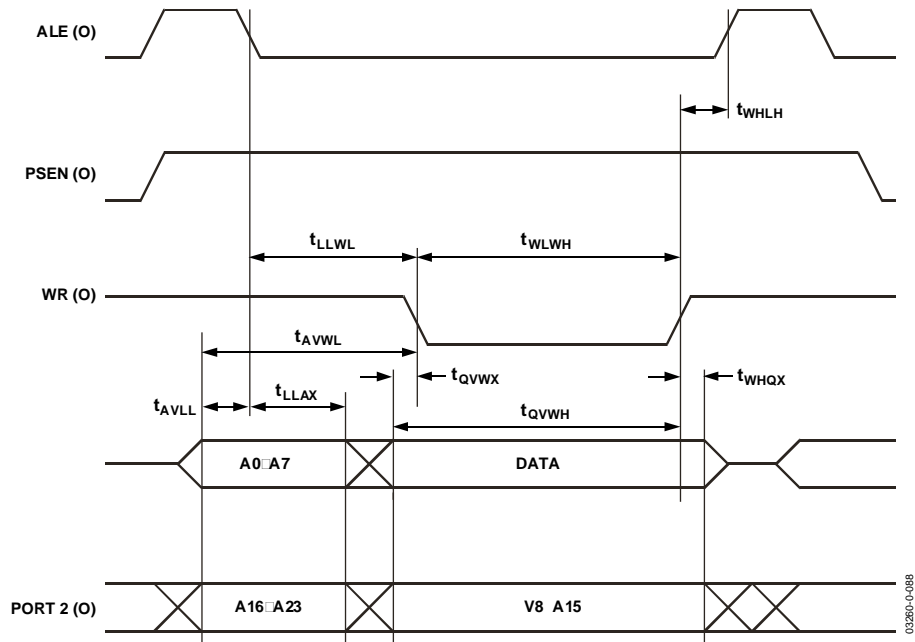 ALE (O)
tWHLH
PSEN (O)
tLLWL
tWLWH
WR (O)
tAVWL
tQVWX
tWHQX
tAVLL
tLLAX
tQVWH
A0□A7
DATA
PORT 2 (O)
A16□A23
V8 A15
03260-0-088